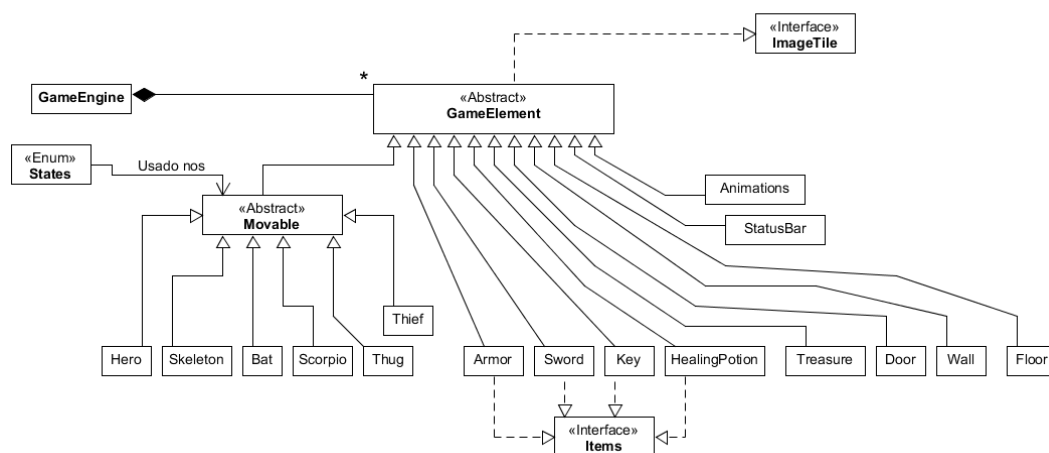 «Interface»
ImageTile
*
GameEngine
«Abstract»
GameElement
«Enum»
States
Usado nos
Animations
«Abstract»
Movable
StatusBar
Thief
Hero
Skeleton
Bat
Scorpio
Thug
Armor
Sword
Key
HealingPotion
Treasure
Door
Wall
Floor
«Interface»
Items